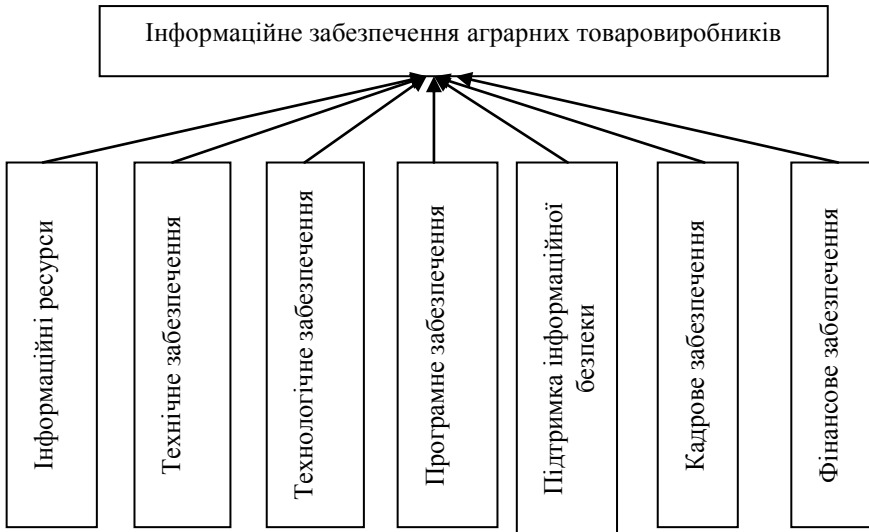 Інформаційне забезпечення аграрних товаровиробників
Інформаційні ресурси
Технічне забезпечення
Технологічне забезпечення
Програмне забезпечення
Підтримка інформаційної
безпеки
Кадрове забезпечення
Фінансове забезпечення